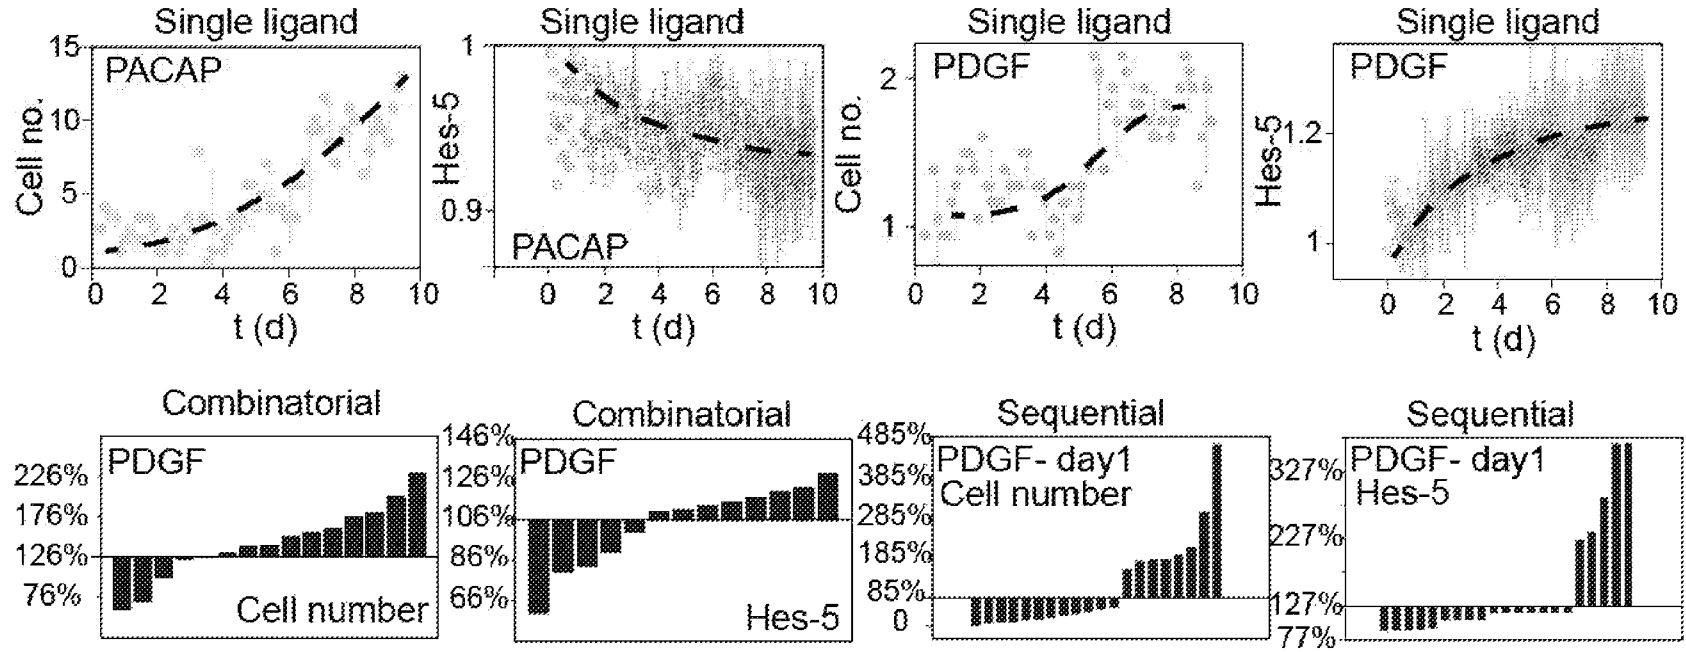 Single ligand
Single ligand
Single ligand
Single ligand
15
10
5
0
Cell no.
PACAP
0 2 4 6 8 10
t (d)
1
0.9
Hes-5
PACAP
0 2 4 6 8 10
t (d)
2
1
Cell no.
PDGF
0 2 4 6 8 10
t (d)
1.2
1
Hes-5
PDGF
0 2 4 6 8 10
t (d)
Combinatorial
226%
176%
126%
76%
PDGF
Cell number
Combinatorial
146%
126%
106%
86%
66%
PDGF
Hes-5
Sequential
485%
385%
285%
185%
85%
0
PDGF- day1
Cell number
Sequential
327%
227%
127%
77%
PDGF- day1
Hes-5